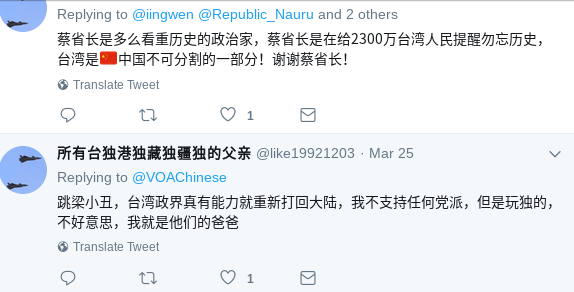 Replying to @iingwen @Republic_Nauru and 2 others
蔡省长是多么看重历史的政治家，蔡省长是在给2300万台湾人民提醒勿忘历史，
台湾是🇨🇳中国不可分割的一部分！谢谢蔡省长！
Translate Tweet
1
所有台独港独藏独疆独的父亲 @like19921203 · Mar 25
Replying to @VOAChinese
跳梁小丑，台湾政界真有能力就重新打回大陆，我不支持任何党派，但是玩独的，
不好意思，我就是他们的爸爸
Translate Tweet
1